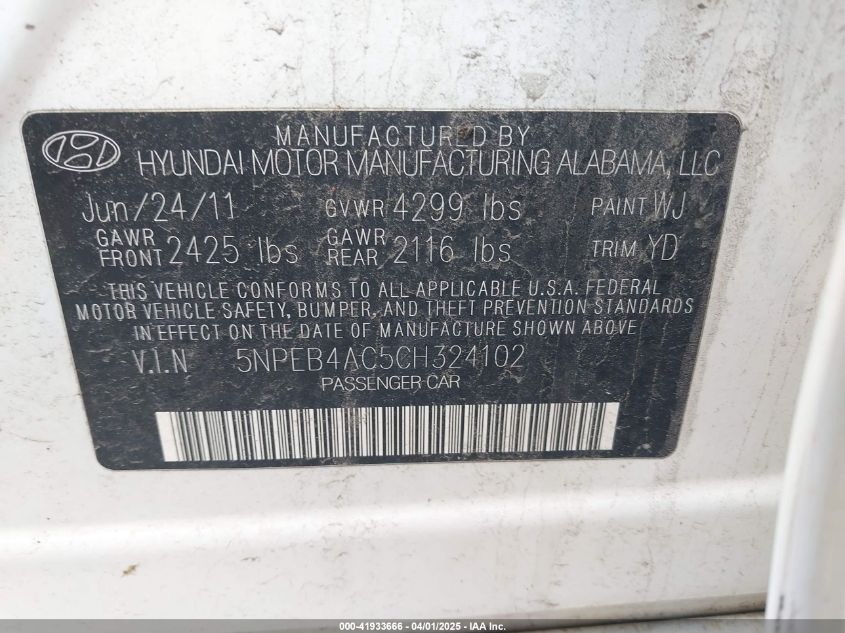 MANUFACTURED BY
HYUNDAI MOTOR MANUFACTURING ALABAMA, LLC
Jun/24/11 GVWR 4299 lbs PAINT WJ
GAWR FRONT 2425 lbs GAWR REAR 2116 lbs TRIM YD
THIS VEHICLE CONFORMS TO ALL APPLICABLE U.S.A. FEDERAL
MOTOR VEHICLE SAFETY, BUMPER, AND THEFT PREVENTION STANDARDS
IN EFFECT ON THE DATE OF MANUFACTURE SHOWN ABOVE
V.I.N 5NPEB4AC5CH324102
PASSENGER CAR
000-41933666 - 04/01/2025 - IAA Inc.